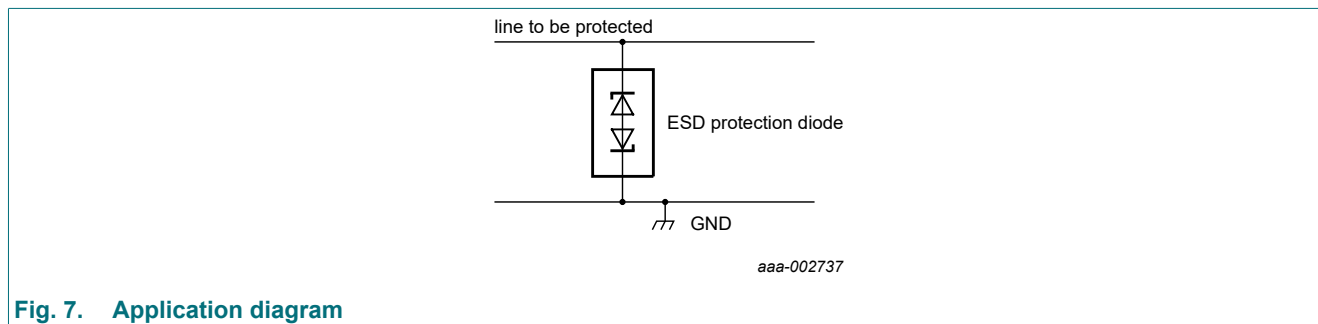 line to be protected
ESD protection diode
GND
aaa-002737
Fig. 7. Application diagram